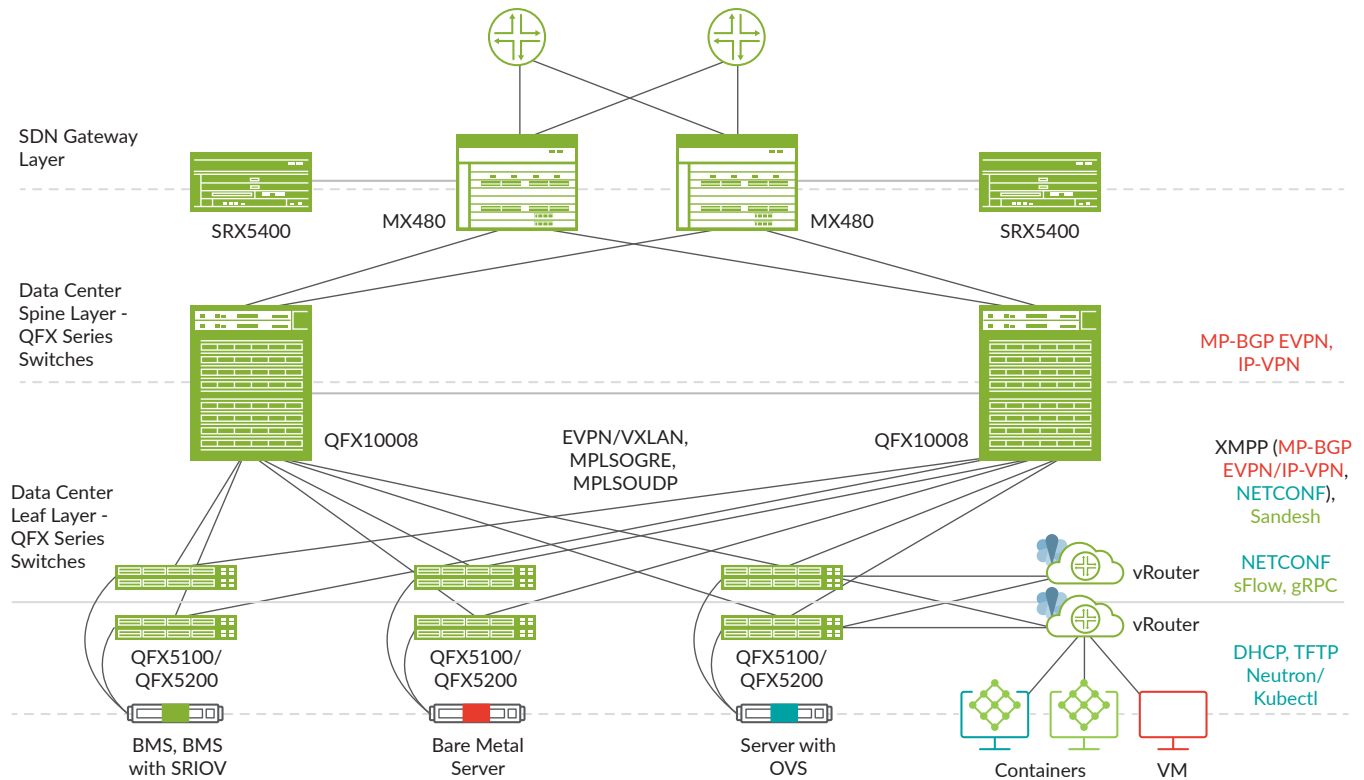 SDN Gateway
Layer
SRX5400
MX480
MX480
SRX5400
Data Center
Spine Layer -
QFX Series
Switches
MP-BGP EVPN,
IP-VPN
QFX10008
EVPN/VXLAN,
MPLSOGRE,
MPLSOUDP
QFX10008
XMPP (MP-BGP
EVPN/IP-VPN,
NETCONF),
Sandesh
Data Center
Leaf Layer -
QFX Series
Switches
vRouter
NETCONF
sFlow, gRPC
vRouter
QFX5100/
QFX5200
QFX5100/
QFX5200
QFX5100/
QFX5200
DHCP, TFTP
Neutron/
Kubectl
BMS, BMS
with SRIOV
Bare Metal
Server
Server with
OVS
Containers
VM